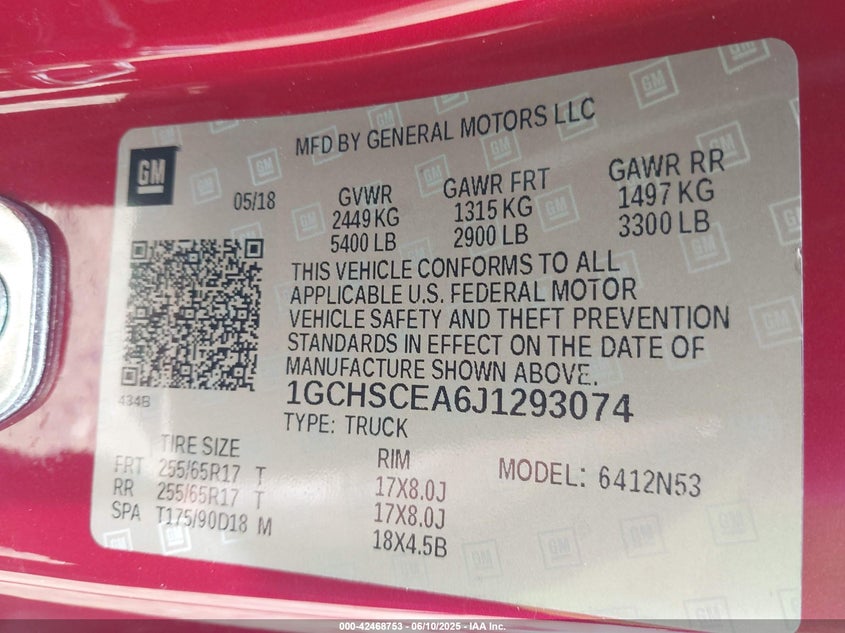 MFD BY GENERAL MOTORS LLC
GM
05/18
GVWR GAWR FRT GAWR RR
2449 KG 1315 KG 1497 KG
5400 LB 2900 LB 3300 LB
THIS VEHICLE CONFORMS TO ALL
APPLICABLE U.S. FEDERAL MOTOR
VEHICLE SAFETY AND THEFT PREVENTION
STANDARDS IN EFFECT ON THE DATE OF
MANUFACTURE SHOWN ABOVE.
434B
1GCHSCEA6J1293074
TYPE: TRUCK
TIRE SIZE RIM MODEL: 6412N53
FRT 255/65R17 T 17X8.0J
RR 255/65R17 T 17X8.0J
SPA T175/90D18 M 18X4.5B
000-42468753 - 06/10/2025 - IAA Inc.